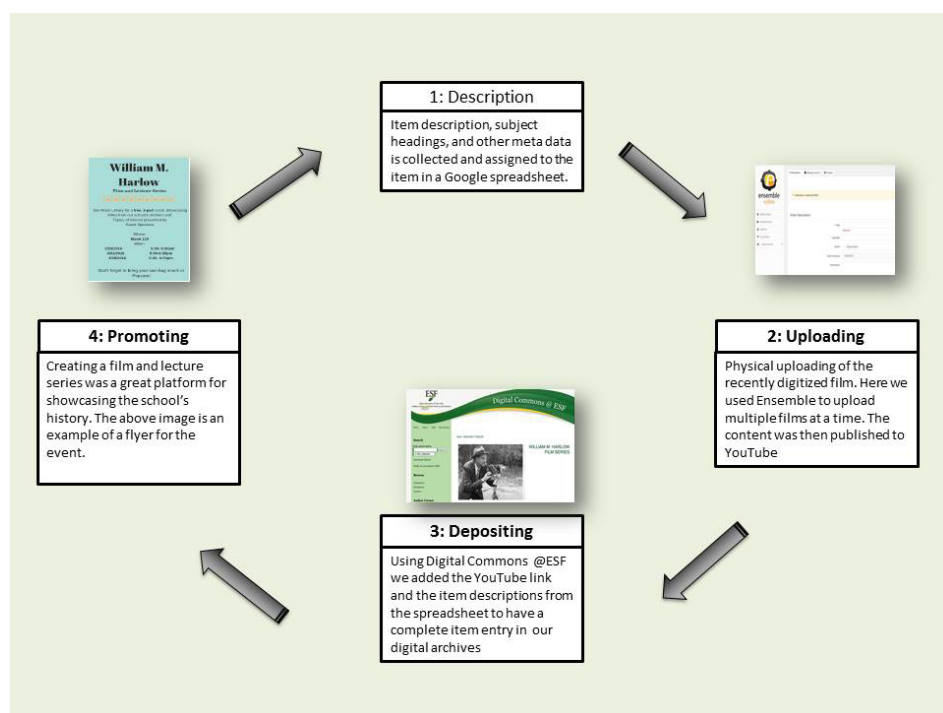 1: Description
Item description, subject
headings, and other meta data
is collected and assigned to the
item in a Google spreadsheet.
William M.
Harlow
Film and Lecture Series
ensemble
4: Promoting
Creating a film and lecture
series was a great platform for
showcasing the school's
history. The above image is an
example of a flyer for the
event.
2: Uploading
Physical uploading of the
recently digitized film. Here we
used Ensemble to upload
multiple films at a time. The
content was then published to
YouTube
ESF
Digital Commons @ ESF
WILLIAM M. HARLOW
FILM SERIES
3: Depositing
Using Digital Commons @ESF
we added the YouTube link
and the item descriptions from
the spreadsheet to have a
complete item entry in our
digital archives